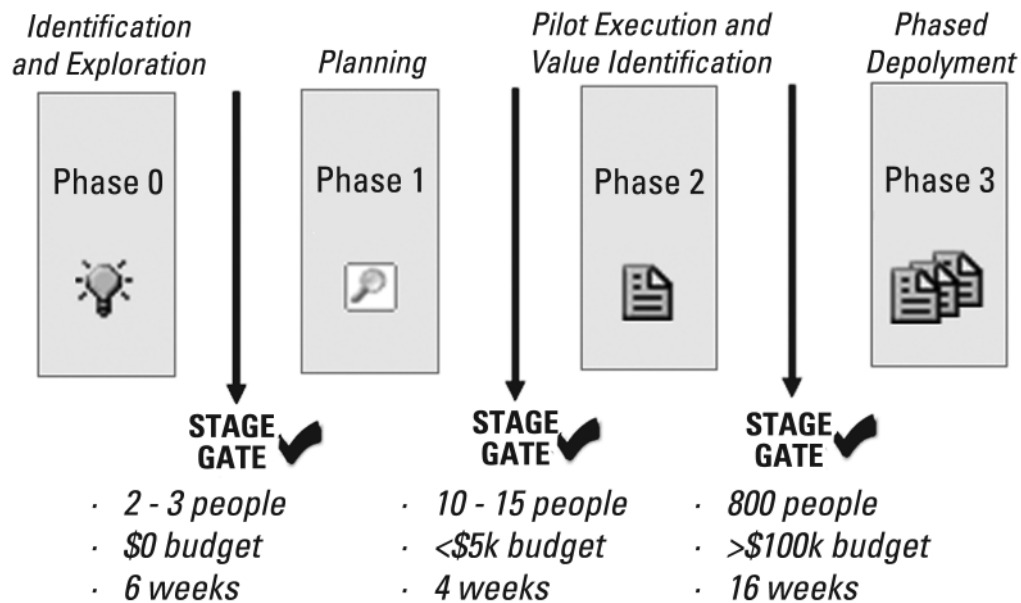 Identification
and Exploration
Planning
Pilot Execution and
Value Identification
Phased
Depolyment
Phase 0
Phase 1
Phase 2
Phase 3
STAGE
GATE
STAGE
GATE
STAGE
GATE
· 2 - 3 people
· $0 budget
· 6 weeks
· 10 - 15 people
· <$5k budget
· 4 weeks
· 800 people
· >$100k budget
· 16 weeks